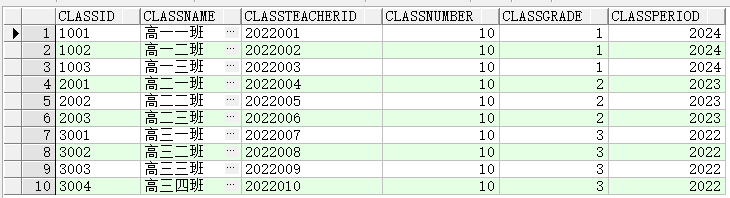 CLASSID CLASSNAME CLASSTEACHERID CLASSNUMBER CLASSGRADE CLASSPERIOD
1 1001 高一一班 ... 2022001 10 1 2024
2 1002 高一二班 ... 2022002 10 1 2024
3 1003 高一三班 ... 2022003 10 1 2024
4 2001 高二一班 ... 2022004 10 2 2023
5 2002 高二二班 ... 2022005 10 2 2023
6 2003 高二三班 ... 2022006 10 2 2023
7 3001 高三一班 ... 2022007 10 3 2022
8 3002 高三二班 ... 2022008 10 3 2022
9 3003 高三三班 ... 2022009 10 3 2022
10 3004 高三四班 ... 2022010 10 3 2022